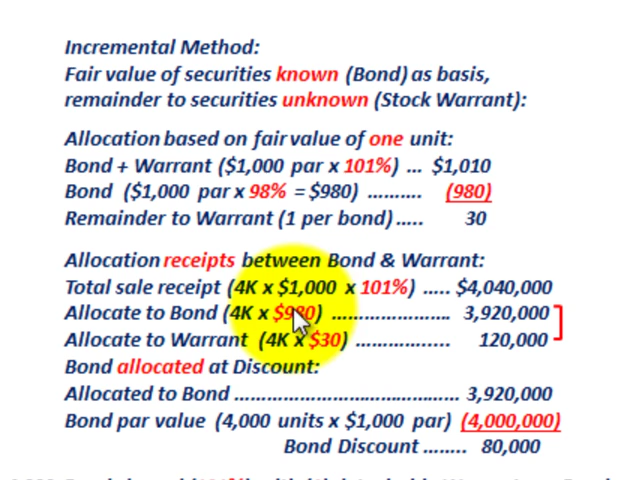 Incremental Method:
Fair value of securities known (Bond) as basis,
remainder to securities unknown (Stock Warrant):
Allocation based on fair value of one unit:
Bond + Warrant ($1,000 par x 101%) ... $1,010
Bond ($1,000 par x 98% = $980) .......... (980)
Remainder to Warrant (1 per bond) ..... 30
Allocation receipts between Bond & Warrant:
Total sale receipt (4K x $1,000 x 101%) ..... $4,040,000
Allocate to Bond (4K x $980) ...................... 3,920,000
Allocate to Warrant (4K x $30) ................. 120,000
Bond allocated at Discount:
Allocated to Bond .......................................... 3,920,000
Bond par value (4,000 units x $1,000 par) (4,000,000)
Bond Discount ........ 80,000